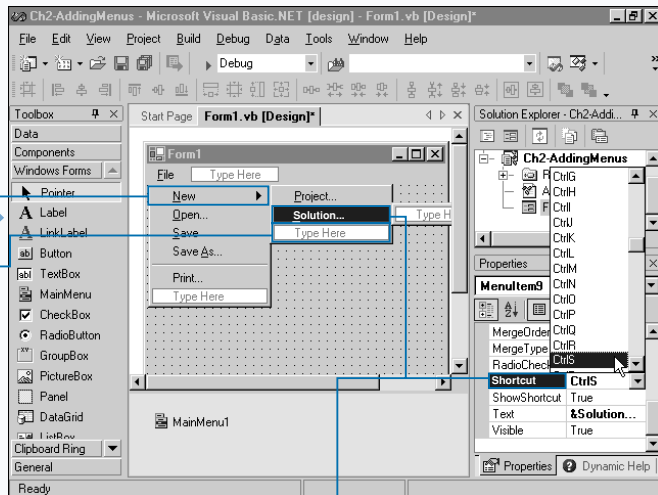 Ch2-AddingMenus - Microsoft Visual Basic.NET [design] - Form1.vb [Design]*
File Edit View Project Build Debug Data Tools Window Help
Debug
Toolbox
Data
Components
Windows Forms
Pointer
A Label
A LinkLabel
ab Button
abl TextBox
MainMenu
CheckBox
RadioButton
XY GroupBox
PictureBox
Panel
DataGrid
ListBox
Clipboard Ring
General
Start Page Form1.vb [Design]*
Form1
File Type Here
New
Open...
Save
Save As...
Print...
Type Here
Project...
Solution...
Type Here
Type H
MainMenu1
Solution Explorer - Ch2-Addi...
Ch2-AddingMenus
R
A
F
CtrlG
CtrlH
CtrlI
CtrlJ
CtrlK
CtrlL
CtrlM
CtrlN
CtrlO
CtrlP
CtrlQ
CtrlR
CtrlS
Properties
MenuItem9
MergeOrder
MergeType
RadioChec
Shortcut CtrlS
ShowShortcut True
Text &Solution...
Visible True
Properties Dynamic Help
Ready